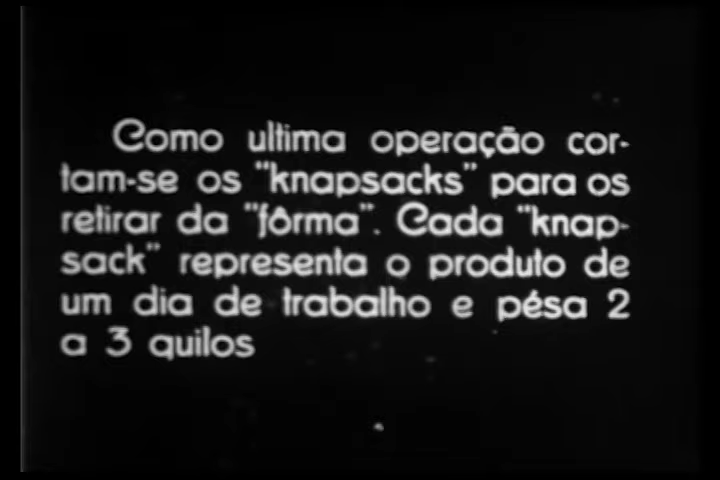 Como ultima operação cor-
tam-se os "knapsacks" para os
retirar da "fôrma". Cada "knap-
sack" representa o produto de
um dia de trabalho e pésa 2
a 3 quilos